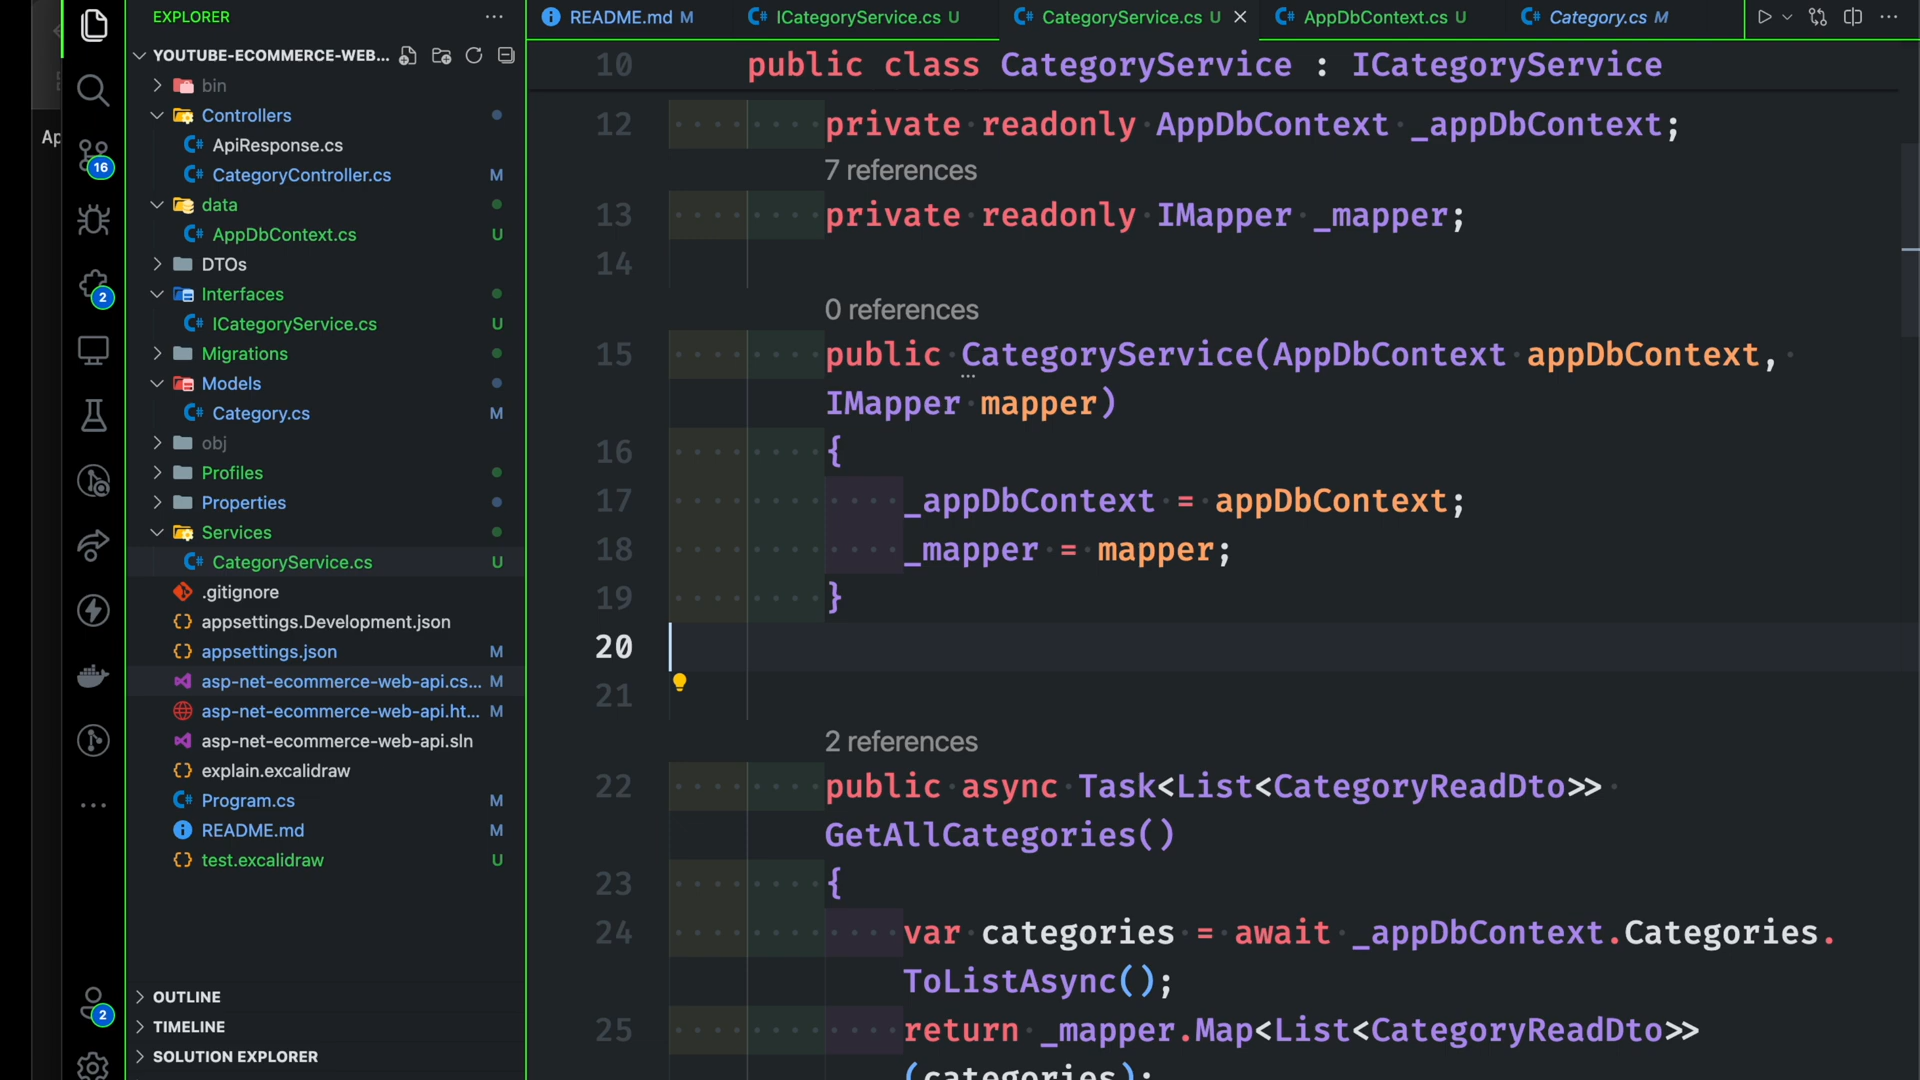 Ap
16
2
2
EXPLORER
YOUTUBE-ECOMMERCE-WEB...
bin
Controllers
ApiResponse.cs
CategoryController.cs M
data
AppDbContext.cs U
DTOs
Interfaces
ICategoryService.cs U
Migrations
Models
Category.cs M
obj
Profiles
Properties
Services
CategoryService.cs U
.gitignore
appsettings.Development.json
appsettings.json M
asp-net-ecommerce-web-api.cs... M
asp-net-ecommerce-web-api.ht... M
asp-net-ecommerce-web-api.sln
explain.excalidraw
Program.cs M
README.md M
test.excalidraw U
OUTLINE
TIMELINE
SOLUTION EXPLORER
README.md M ICategoryService.cs U CategoryService.cs U AppDbContext.cs U Category.cs M
10 public class CategoryService : ICategoryService
12 private readonly AppDbContext _appDbContext;
7 references
13 private readonly IMapper _mapper;
14
0 references
15 public CategoryService(AppDbContext appDbContext,
IMapper mapper)
16 {
17 _appDbContext = appDbContext;
18 _mapper = mapper;
19 }
20
21
2 references
22 public async Task<List<CategoryReadDto>>
GetAllCategories()
23 {
24 var categories = await _appDbContext.Categories.
ToListAsync();
25 return _mapper.Map<List<CategoryReadDto>>
(categories);